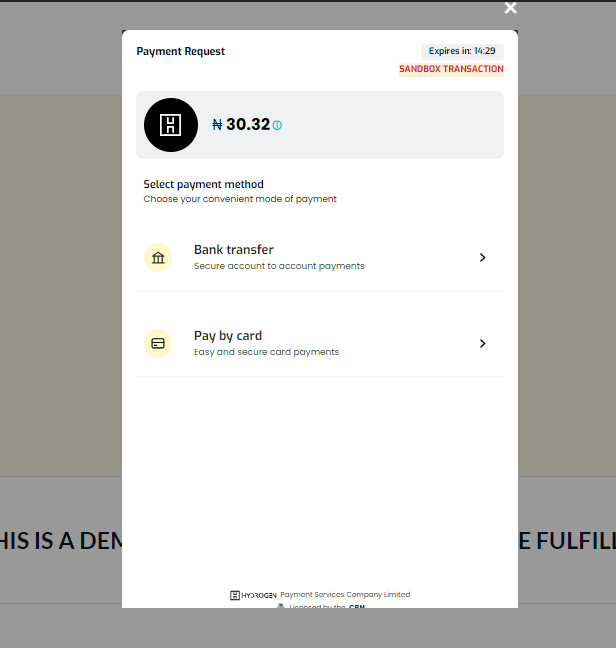 Payment Request
Expires in: 14:29
SANDBOX TRANSACTION
₦ 30.32
Select payment method
Choose your convenient mode of payment
Bank transfer
Secure account to account payments
Pay by card
Easy and secure card payments
HIS IS A DEM
E FULFILL
HYDROGEN Payment Services Company Limited
Licensed by the CBN